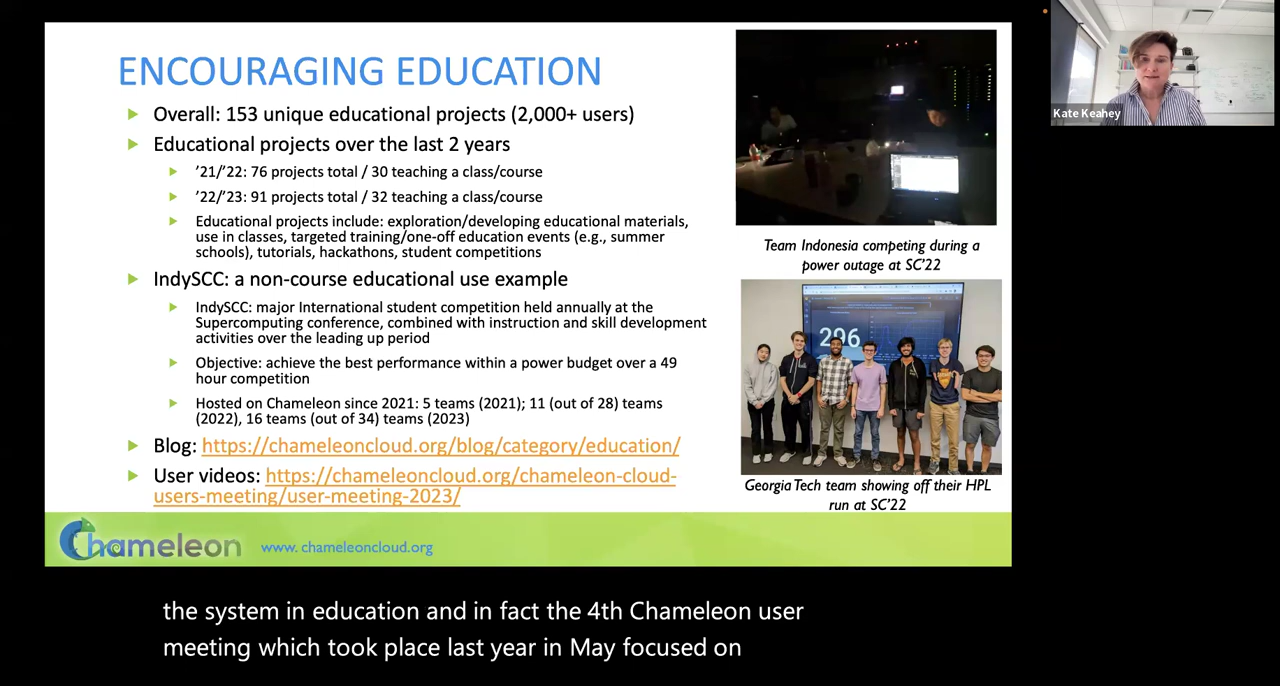 ENCOURAGING EDUCATION
Overall: 153 unique educational projects (2,000+ users)
Educational projects over the last 2 years
’21/’22: 76 projects total / 30 teaching a class/course
’22/’23: 91 projects total / 32 teaching a class/course
Educational projects include: exploration/developing educational materials,
use in classes, targeted training/one-off education events (e.g., summer
schools), tutorials, hackathons, student competitions
IndySCC: a non-course educational use example
IndySCC: major International student competition held annually at the
Supercomputing conference, combined with instruction and skill development
activities over the leading up period
Objective: achieve the best performance within a power budget over a 49
hour competition
Hosted on Chameleon since 2021: 5 teams (2021); 11 (out of 28) teams
(2022), 16 teams (out of 34) teams (2023)
Blog: https://chameleoncloud.org/blog/category/education/
User videos: https://chameleoncloud.org/chameleon-cloud-
users-meeting/user-meeting-2023/
Team Indonesia competing during a
power outage at SC’22
296
Georgia Tech team showing off their HPL
run at SC’22
Chameleon
www. chameleoncloud.org
Kate Keahey
the system in education and in fact the 4th Chameleon user
meeting which took place last year in May focused on